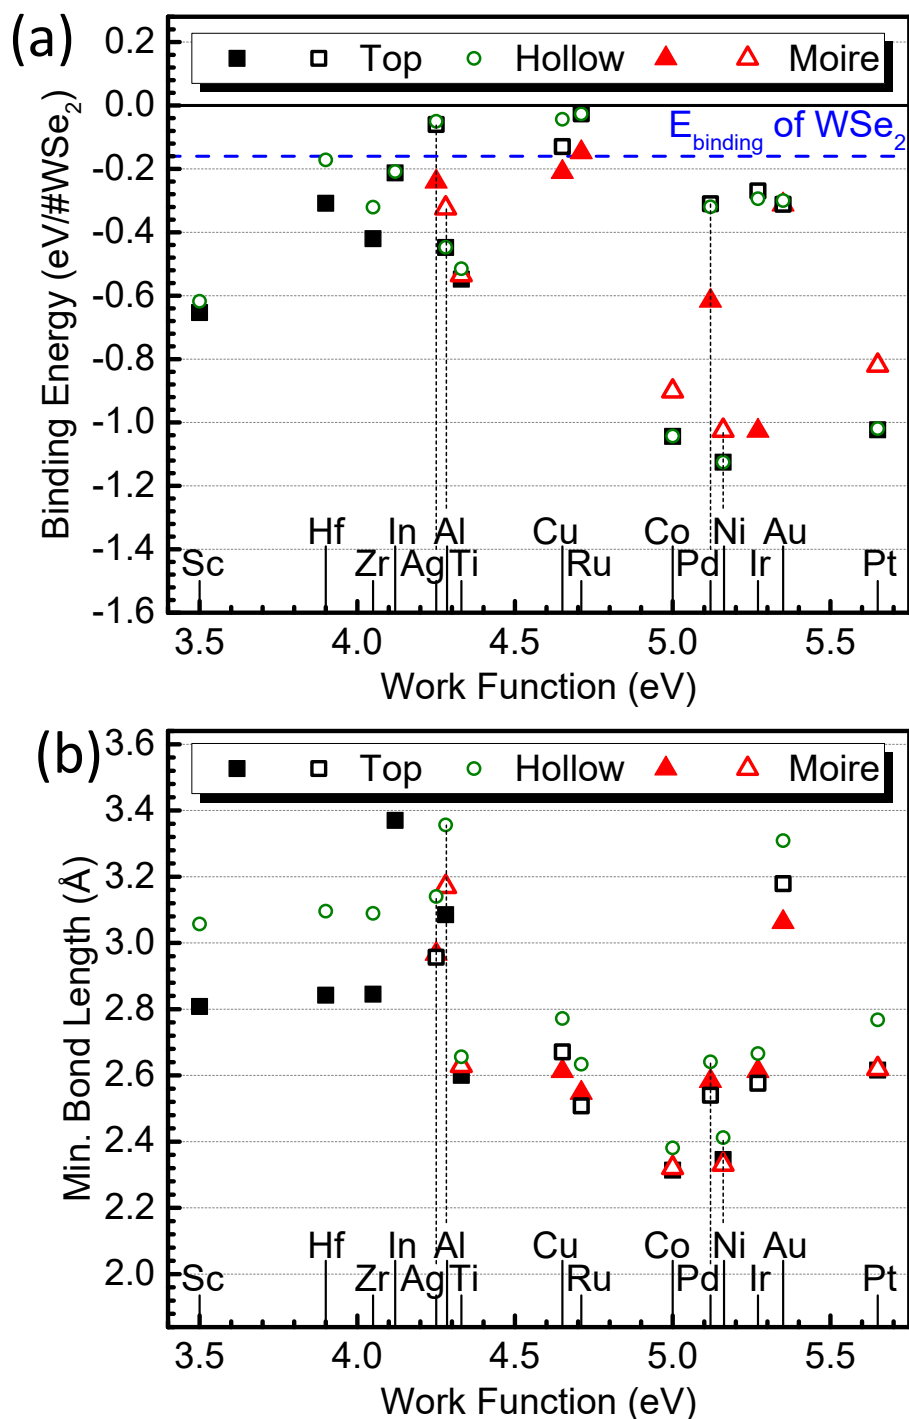 (a)
Top Hollow Moire
0.2
0.0
-0.2
-0.4
-0.6
-0.8
-1.0
-1.2
-1.4
-1.6
Binding Energy (eV/#WSe2)
Ebinding of WSe2
Hf In Al Cu Co Ni Au
Sc Zr Ag Ti Ru Pd Ir Pt
3.5 4.0 4.5 5.0 5.5
Work Function (eV)
(b)
Top Hollow Moire
3.6
3.4
3.2
3.0
2.8
2.6
2.4
2.2
2.0
Min. Bond Length (Å)
Hf In Al Cu Co Ni Au
Sc Zr Ag Ti Ru Pd Ir Pt
3.5 4.0 4.5 5.0 5.5
Work Function (eV)